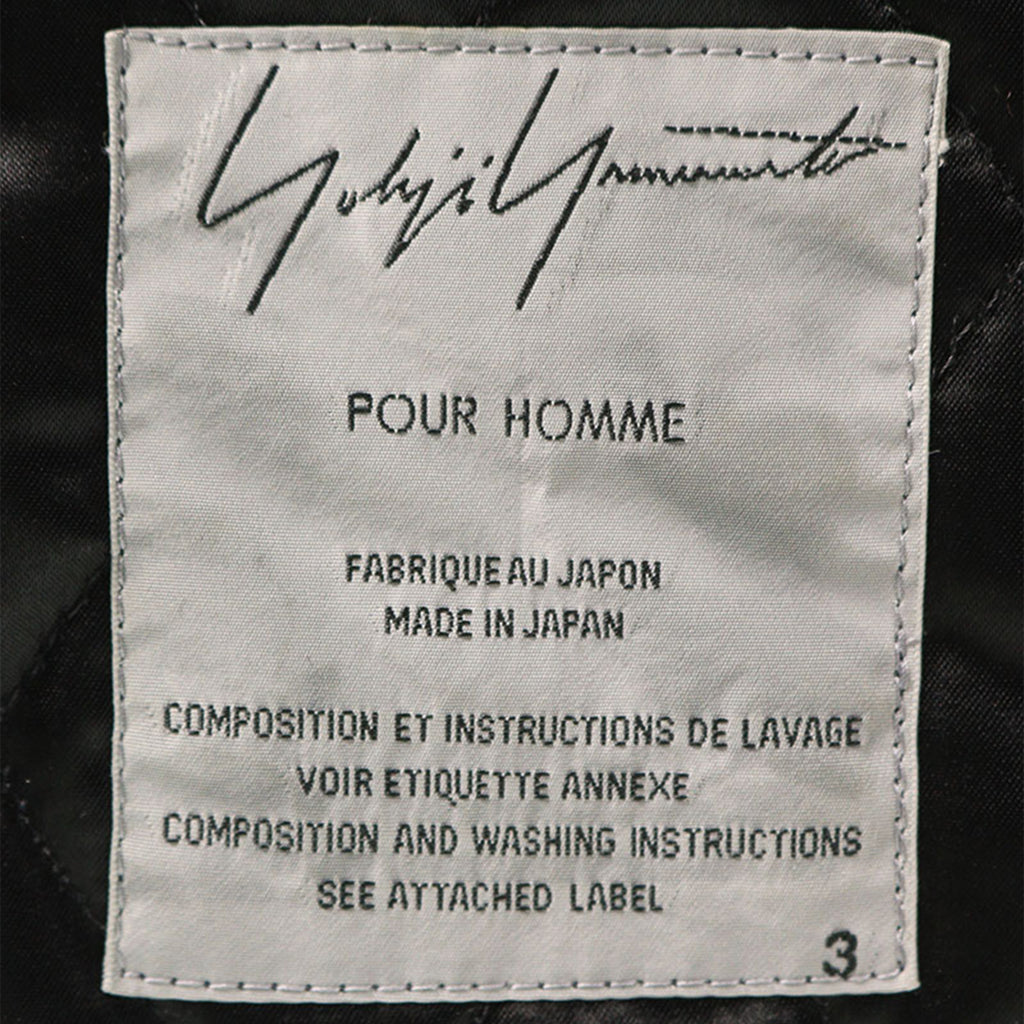 Yohji Yamamoto
POUR HOMME
FABRIQUE AU JAPON
MADE IN JAPAN
COMPOSITION ET INSTRUCTIONS DE LAVAGE
VOIR ETIQUETTE ANNEXE
COMPOSITION AND WASHING INSTRUCTIONS
SEE ATTACHED LABEL
3